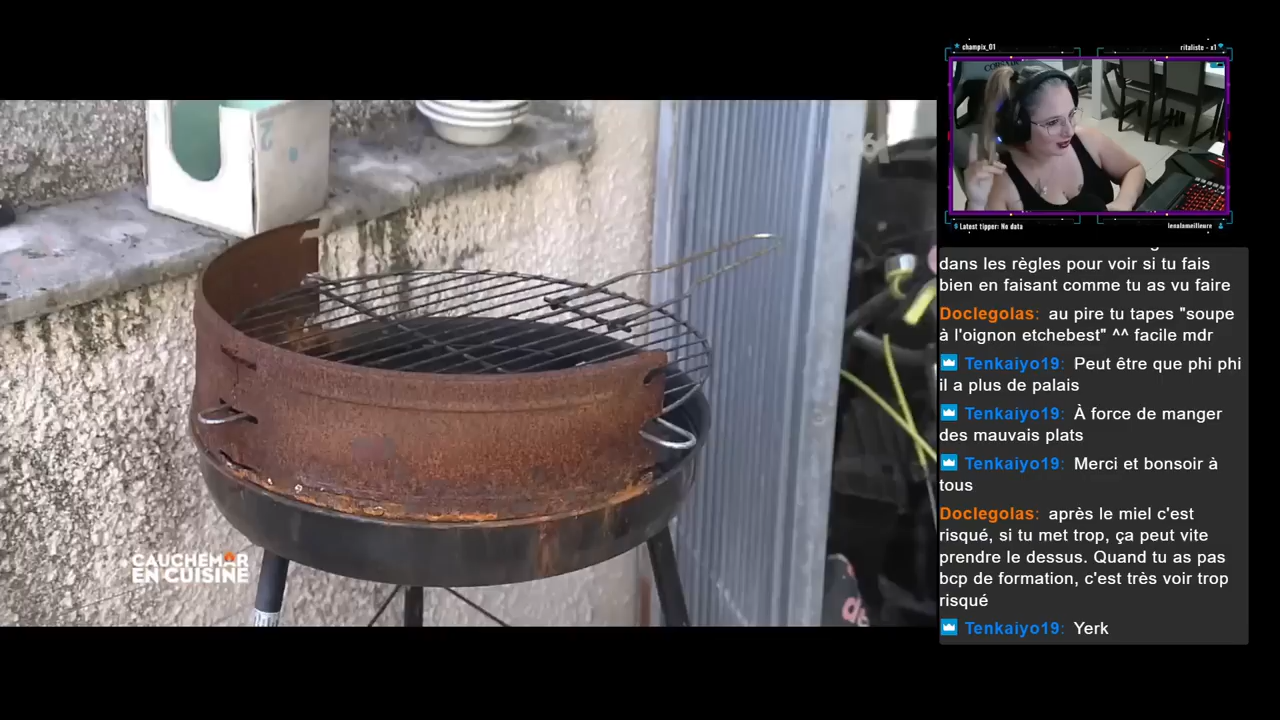 champix_01
ritaliste - x1
Latest tipper: No data
lenalameilleure
dans les règles pour voir si tu fais
bien en faisant comme tu as vu faire
Doclegolas: au pire tu tapes "soupe
à l'oignon etchebest" ^^ facile mdr
Tenkaiyo19: Peut être que phi phi
il a plus de palais
Tenkaiyo19: À force de manger
des mauvais plats
Tenkaiyo19: Merci et bonsoir à
tous
Doclegolas: après le miel c'est
risqué, si tu met trop, ça peut vite
prendre le dessus. Quand tu as pas
bcp de formation, c'est très voir trop
risqué
Tenkaiyo19: Yerk
CAUCHEMAR
EN CUISINE